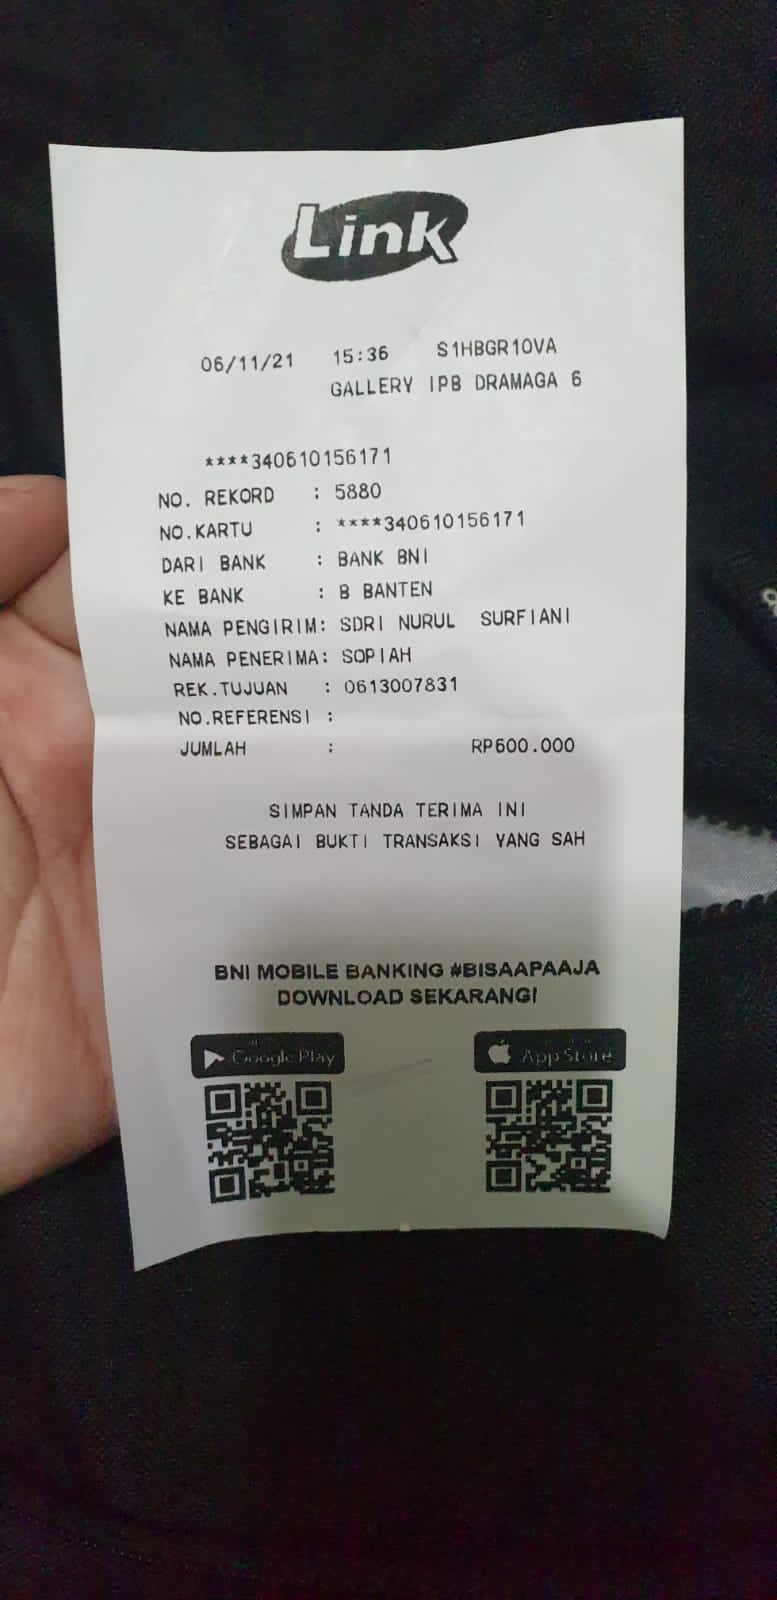 Link
06/11/21 15:36 S1HBGR10VA
GALLERY IPB DRAMAGA 6
****340610156171
NO. REKORD : 5880
NO.KARTU : ****340610156171
DARI BANK : BANK BNI
KE BANK : B BANTEN
NAMA PENGIRIM: SDRI NURUL SURFIANI
NAMA PENERIMA: SOPIAH
REK.TUJUAN : 0613007831
NO.REFERENSI :
JUMLAH : RP600.000
SIMPAN TANDA TERIMA INI
SEBAGAI BUKTI TRANSAKSI YANG SAH
BNI MOBILE BANKING #BISAAPAAJA
DOWNLOAD SEKARANG!
Google Play App Store